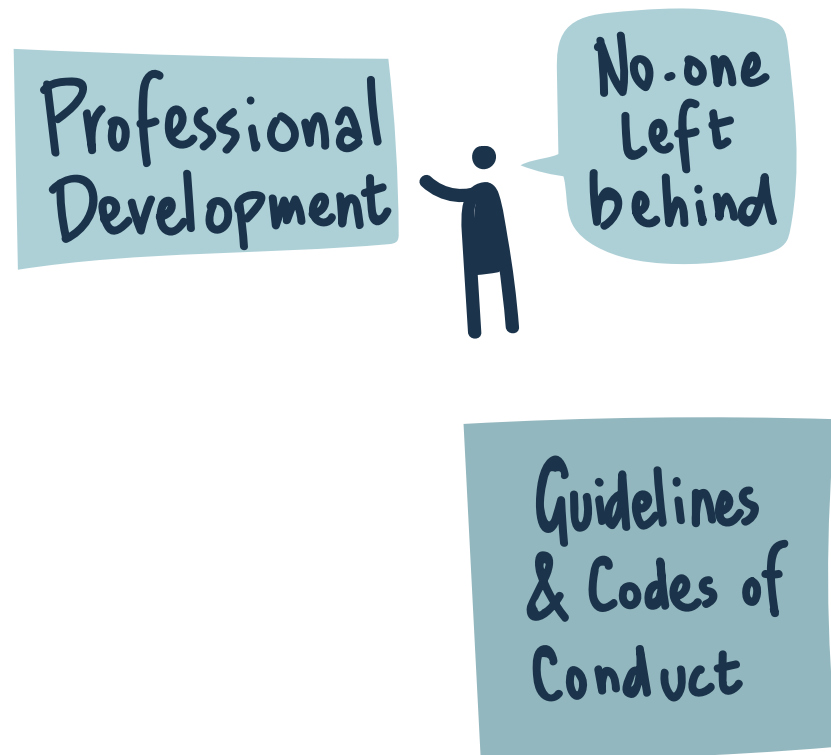 Professional
Development
No-one
Left
behind
Guidelines
& Codes of
Conduct